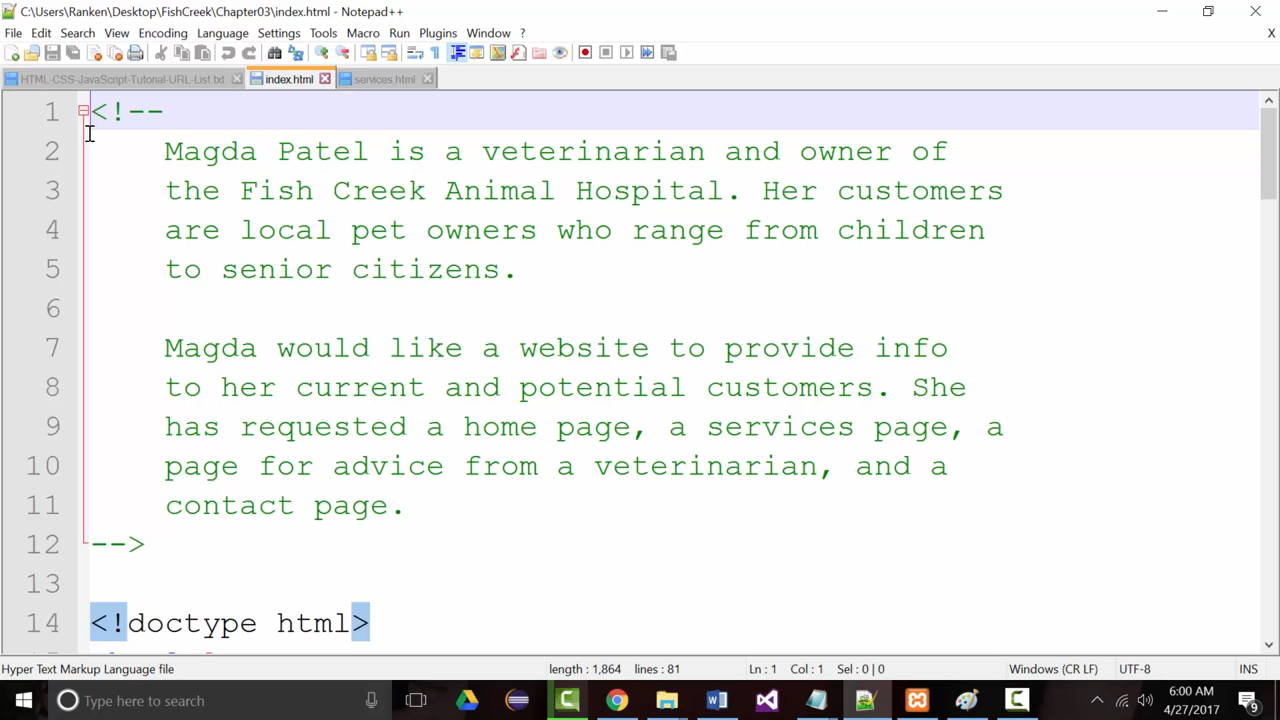 C:\Users\Ranken\Desktop\FishCreek\Chapter03\index.html - Notepad++
File Edit Search View Encoding Language Settings Tools Macro Run Plugins Window ? X
HTML-CSS-JavaScript-Tutorial-URL-List.txt index.html services.html
1 <!--
2 Magda Patel is a veterinarian and owner of
3 the Fish Creek Animal Hospital. Her customers
4 are local pet owners who range from children
5 to senior citizens.
6
7 Magda would like a website to provide info
8 to her current and potential customers. She
9 has requested a home page, a services page, a
10 page for advice from a veterinarian, and a
11 contact page.
12 -->
13
14 <!doctype html>
Hyper Text Markup Language file length : 1,864 lines : 81 Ln : 1 Col : 1 Sel : 0 | 0 Windows (CR LF) UTF-8 INS
Type here to search 6:00 AM
4/27/2017 9